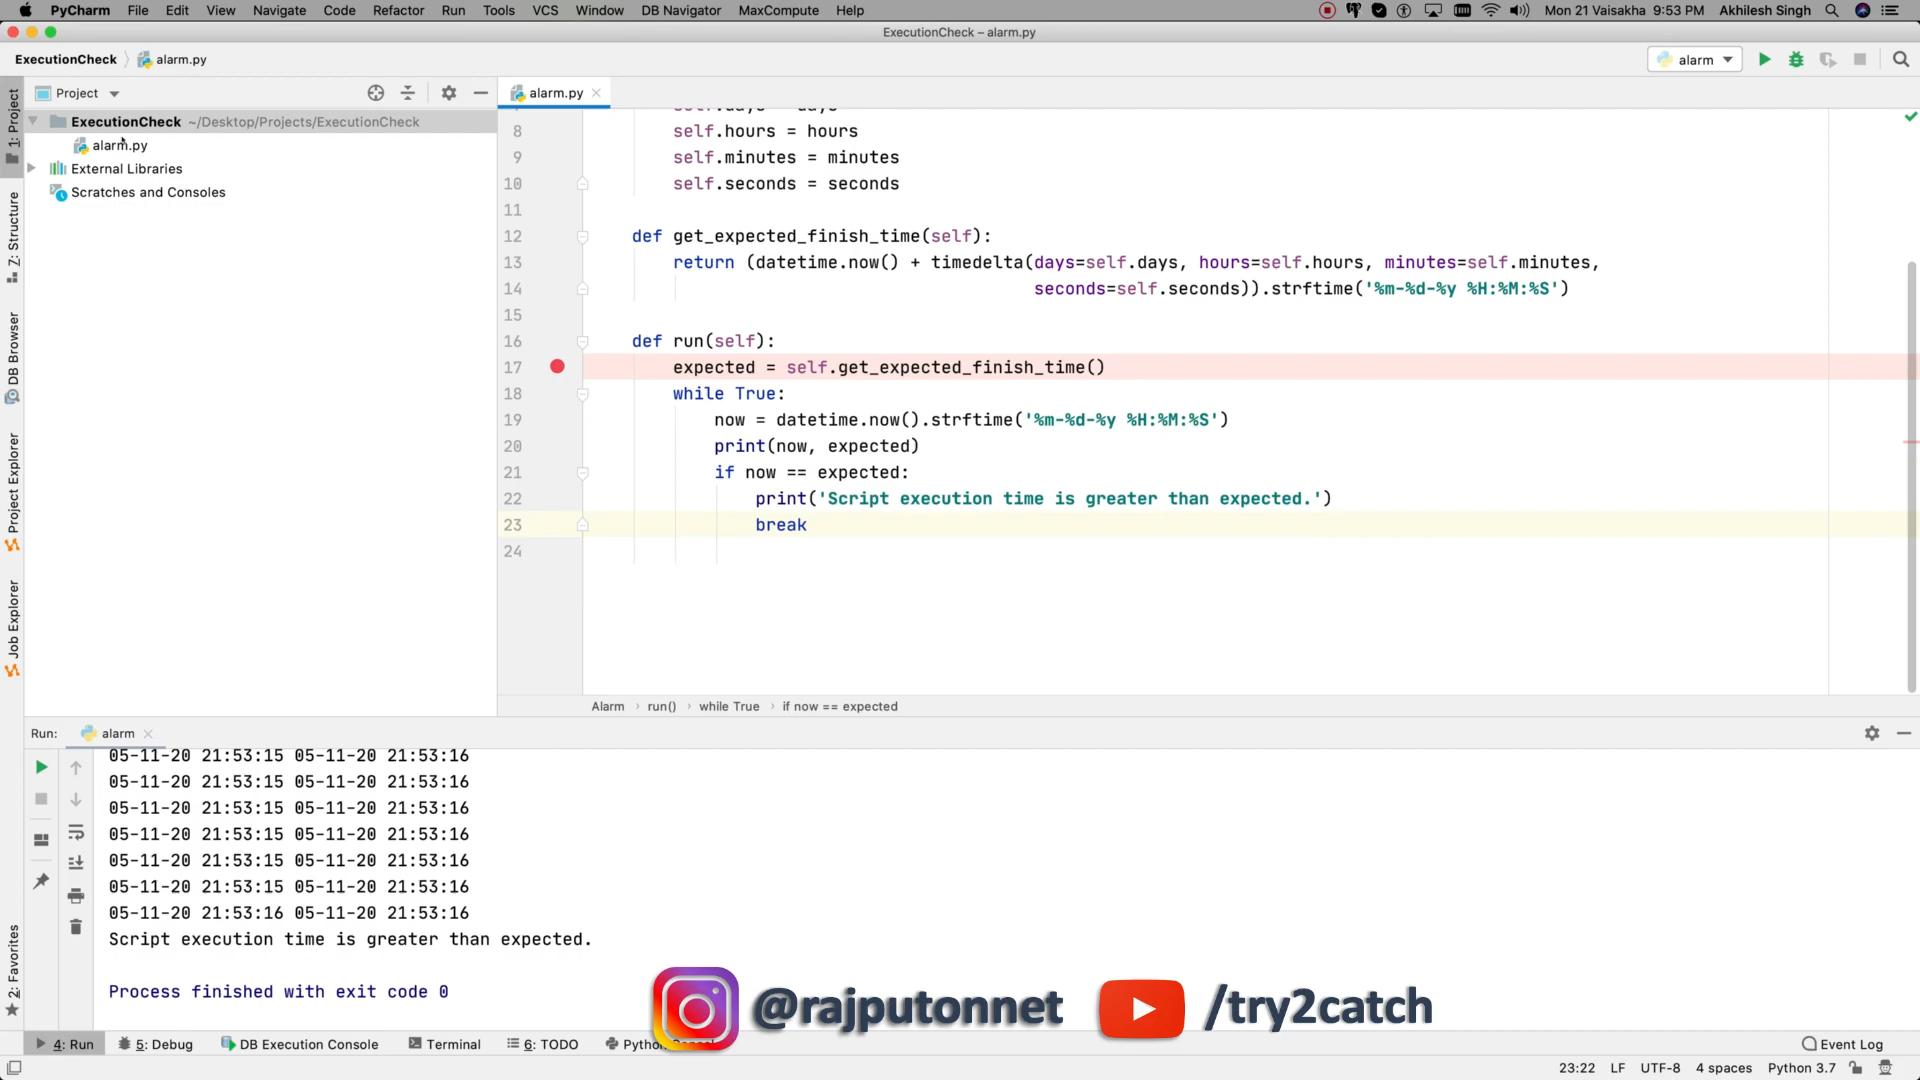 PyCharm File Edit View Navigate Code Refactor Run Tools VCS Window DB Navigator MaxCompute Help Mon 21 Vaisakha 9:53 PM Akhilesh Singh
ExecutionCheck – alarm.py
ExecutionCheck alarm.py alarm
Project alarm.py
ExecutionCheck ~/Desktop/Projects/ExecutionCheck
alarm.py
External Libraries
Scratches and Consoles
1: Project
7: Structure
DB Browser
Project Explorer
Job Explorer
2: Favorites
8 self.hours = hours
9 self.minutes = minutes
10 self.seconds = seconds
11
12 def get_expected_finish_time(self):
13 return (datetime.now() + timedelta(days=self.days, hours=self.hours, minutes=self.minutes,
14 seconds=self.seconds)).strftime('%m-%d-%y %H:%M:%S')
15
16 def run(self):
17 expected = self.get_expected_finish_time()
18 while True:
19 now = datetime.now().strftime('%m-%d-%y %H:%M:%S')
20 print(now, expected)
21 if now == expected:
22 print('Script execution time is greater than expected.')
23 break
24
Alarm › run() › while True › if now == expected
Run: alarm
05-11-20 21:53:15 05-11-20 21:53:16
05-11-20 21:53:15 05-11-20 21:53:16
05-11-20 21:53:15 05-11-20 21:53:16
05-11-20 21:53:15 05-11-20 21:53:16
05-11-20 21:53:15 05-11-20 21:53:16
05-11-20 21:53:15 05-11-20 21:53:16
05-11-20 21:53:16 05-11-20 21:53:16
Script execution time is greater than expected.
Process finished with exit code 0
@rajputonnet /try2catch
4: Run 5: Debug DB Execution Console Terminal 6: TODO Event Log
23:22 LF UTF-8 4 spaces Python 3.7